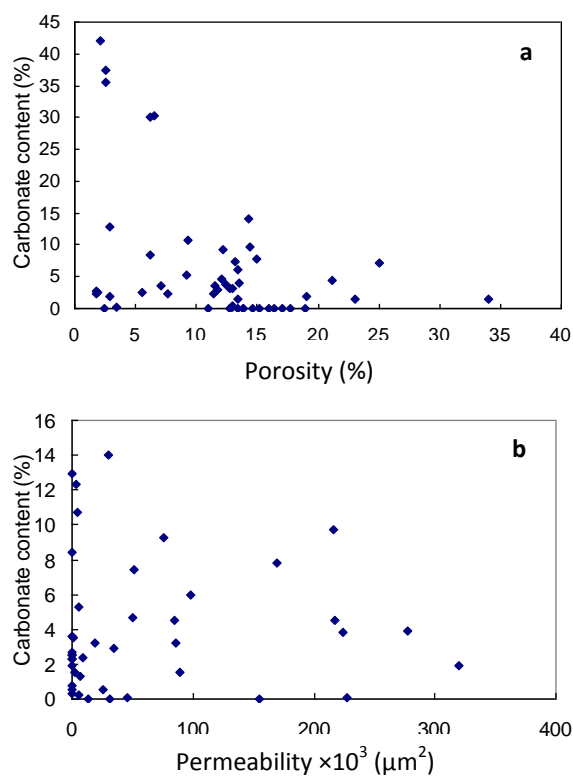 a
Carbonate content (%)
45
40
35
30
25
20
15
10
5
0
0 5 10 15 20 25 30 35 40
Porosity (%)
b
Carbonate content (%)
16
14
12
10
8
6
4
2
0
0 100 200 300 400
Permeability ×10³ (μm²)